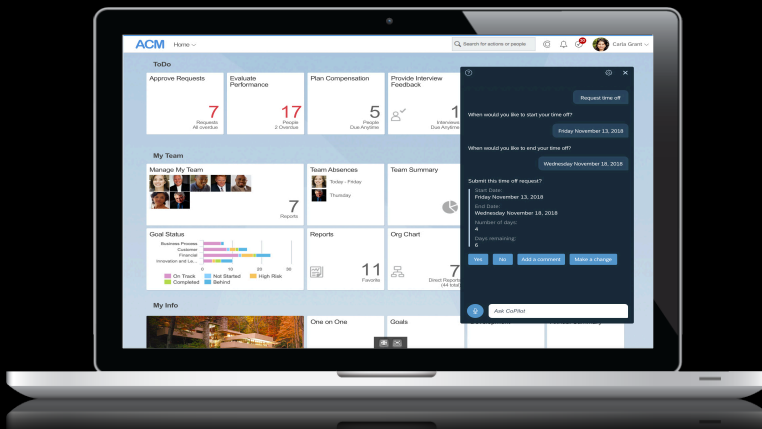 ACM Home
Search for actions or people
Carla Grant
ToDo
Approve Requests
7
Requests
All overdue
Evaluate
Performance
17
People
2 Overdue
Plan Compensation
5
People
Due Anytime
Provide Interview
Feedback
1
Interviews
Due Anytime
My Team
Manage My Team
7
Reports
Team Absences
Today - Friday
Thursday
Team Summary
Goal Status
Business Process
Customer
Financial
Innovation and Le...
0 10 20 30
On Track Not Started High Risk
Completed Behind
Reports
11
Favorite
Org Chart
7
Direct Reports
(44 total)
My Info
One on One
Goals
Request time off
When would you like to start your time off?
Friday November 13, 2018
When would you like to end your time off?
Wednesday November 18, 2018
Submit this time off request?
Start Date:
Friday November 13, 2018
End Date:
Wednesday November 18, 2018
Number of days:
4
Days remaining:
6
Yes No Add a comment Make a change
Ask CoPilot